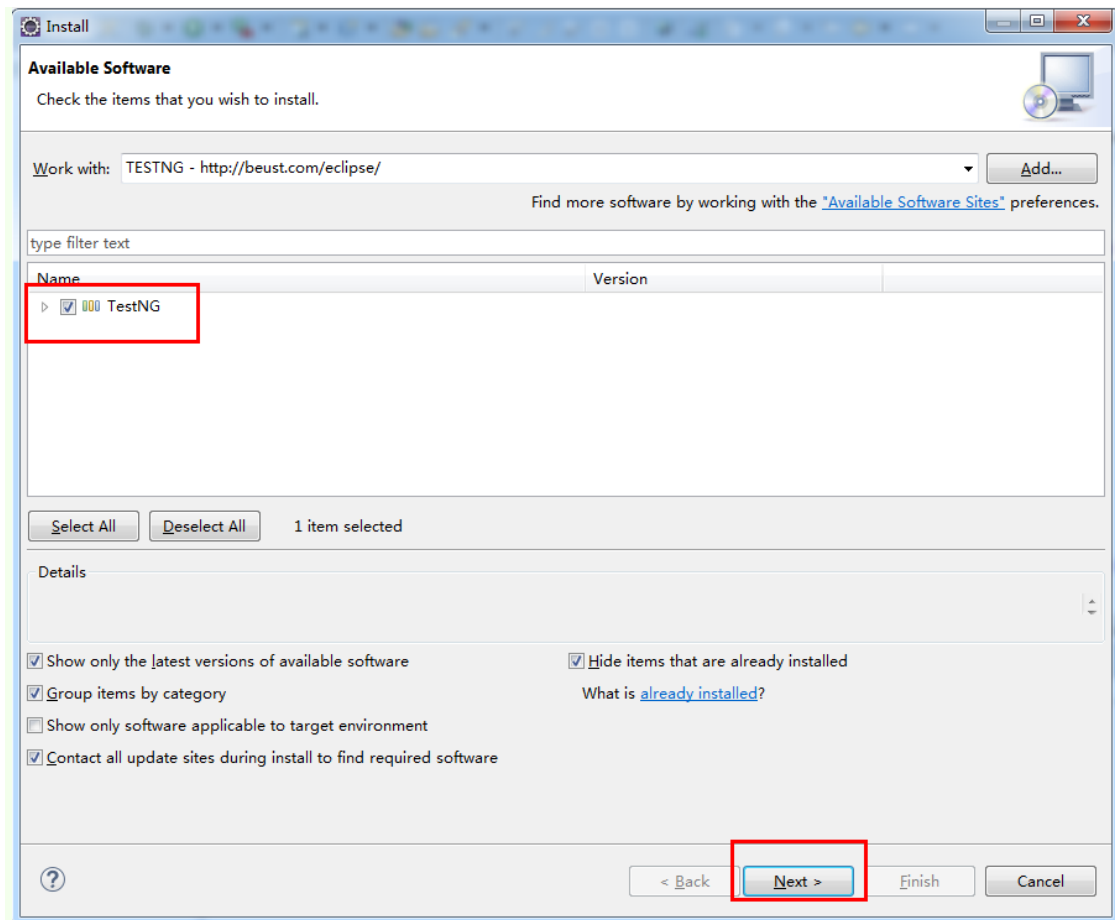 Install
Available Software
Check the items that you wish to install.
Work with: TESTNG - http://beust.com/eclipse/ Add...
Find more software by working with the "Available Software Sites" preferences.
type filter text
Name Version
TestNG
Select All Deselect All 1 item selected
Details
Show only the latest versions of available software Hide items that are already installed
Group items by category What is already installed?
Show only software applicable to target environment
Contact all update sites during install to find required software
? < Back Next > Finish Cancel